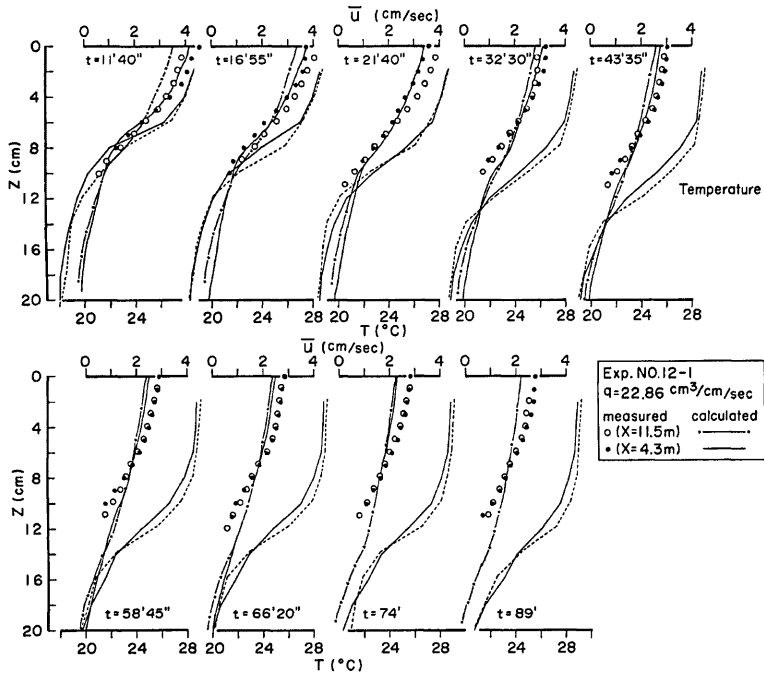 ū cm/sec
0 2 4 0 2 4 0 2 4 0 2 4 0 2 4
t=11'40" t=16'55" t=21'40" t=32'30" t=43'35"
0
4
8
12
16
20
Z (cm)
Temperature
20 24 28 20 24 28 20 24 28 20 24 28 20 24 28
T (°C)
ū (cm/sec)
0 2 4 0 2 4 0 2 4 0 2 4
0
4
8
12
16
20
Z (cm)
t=58'45" t=66'20" t=74' t=89'
20 24 28 20 24 28 20 24 28 20 24 28
T (°C)
Exp. NO.12-1
q=22.86 cm³/cm/sec
measured calculated
(X=11.5m)
(X=4.3m)